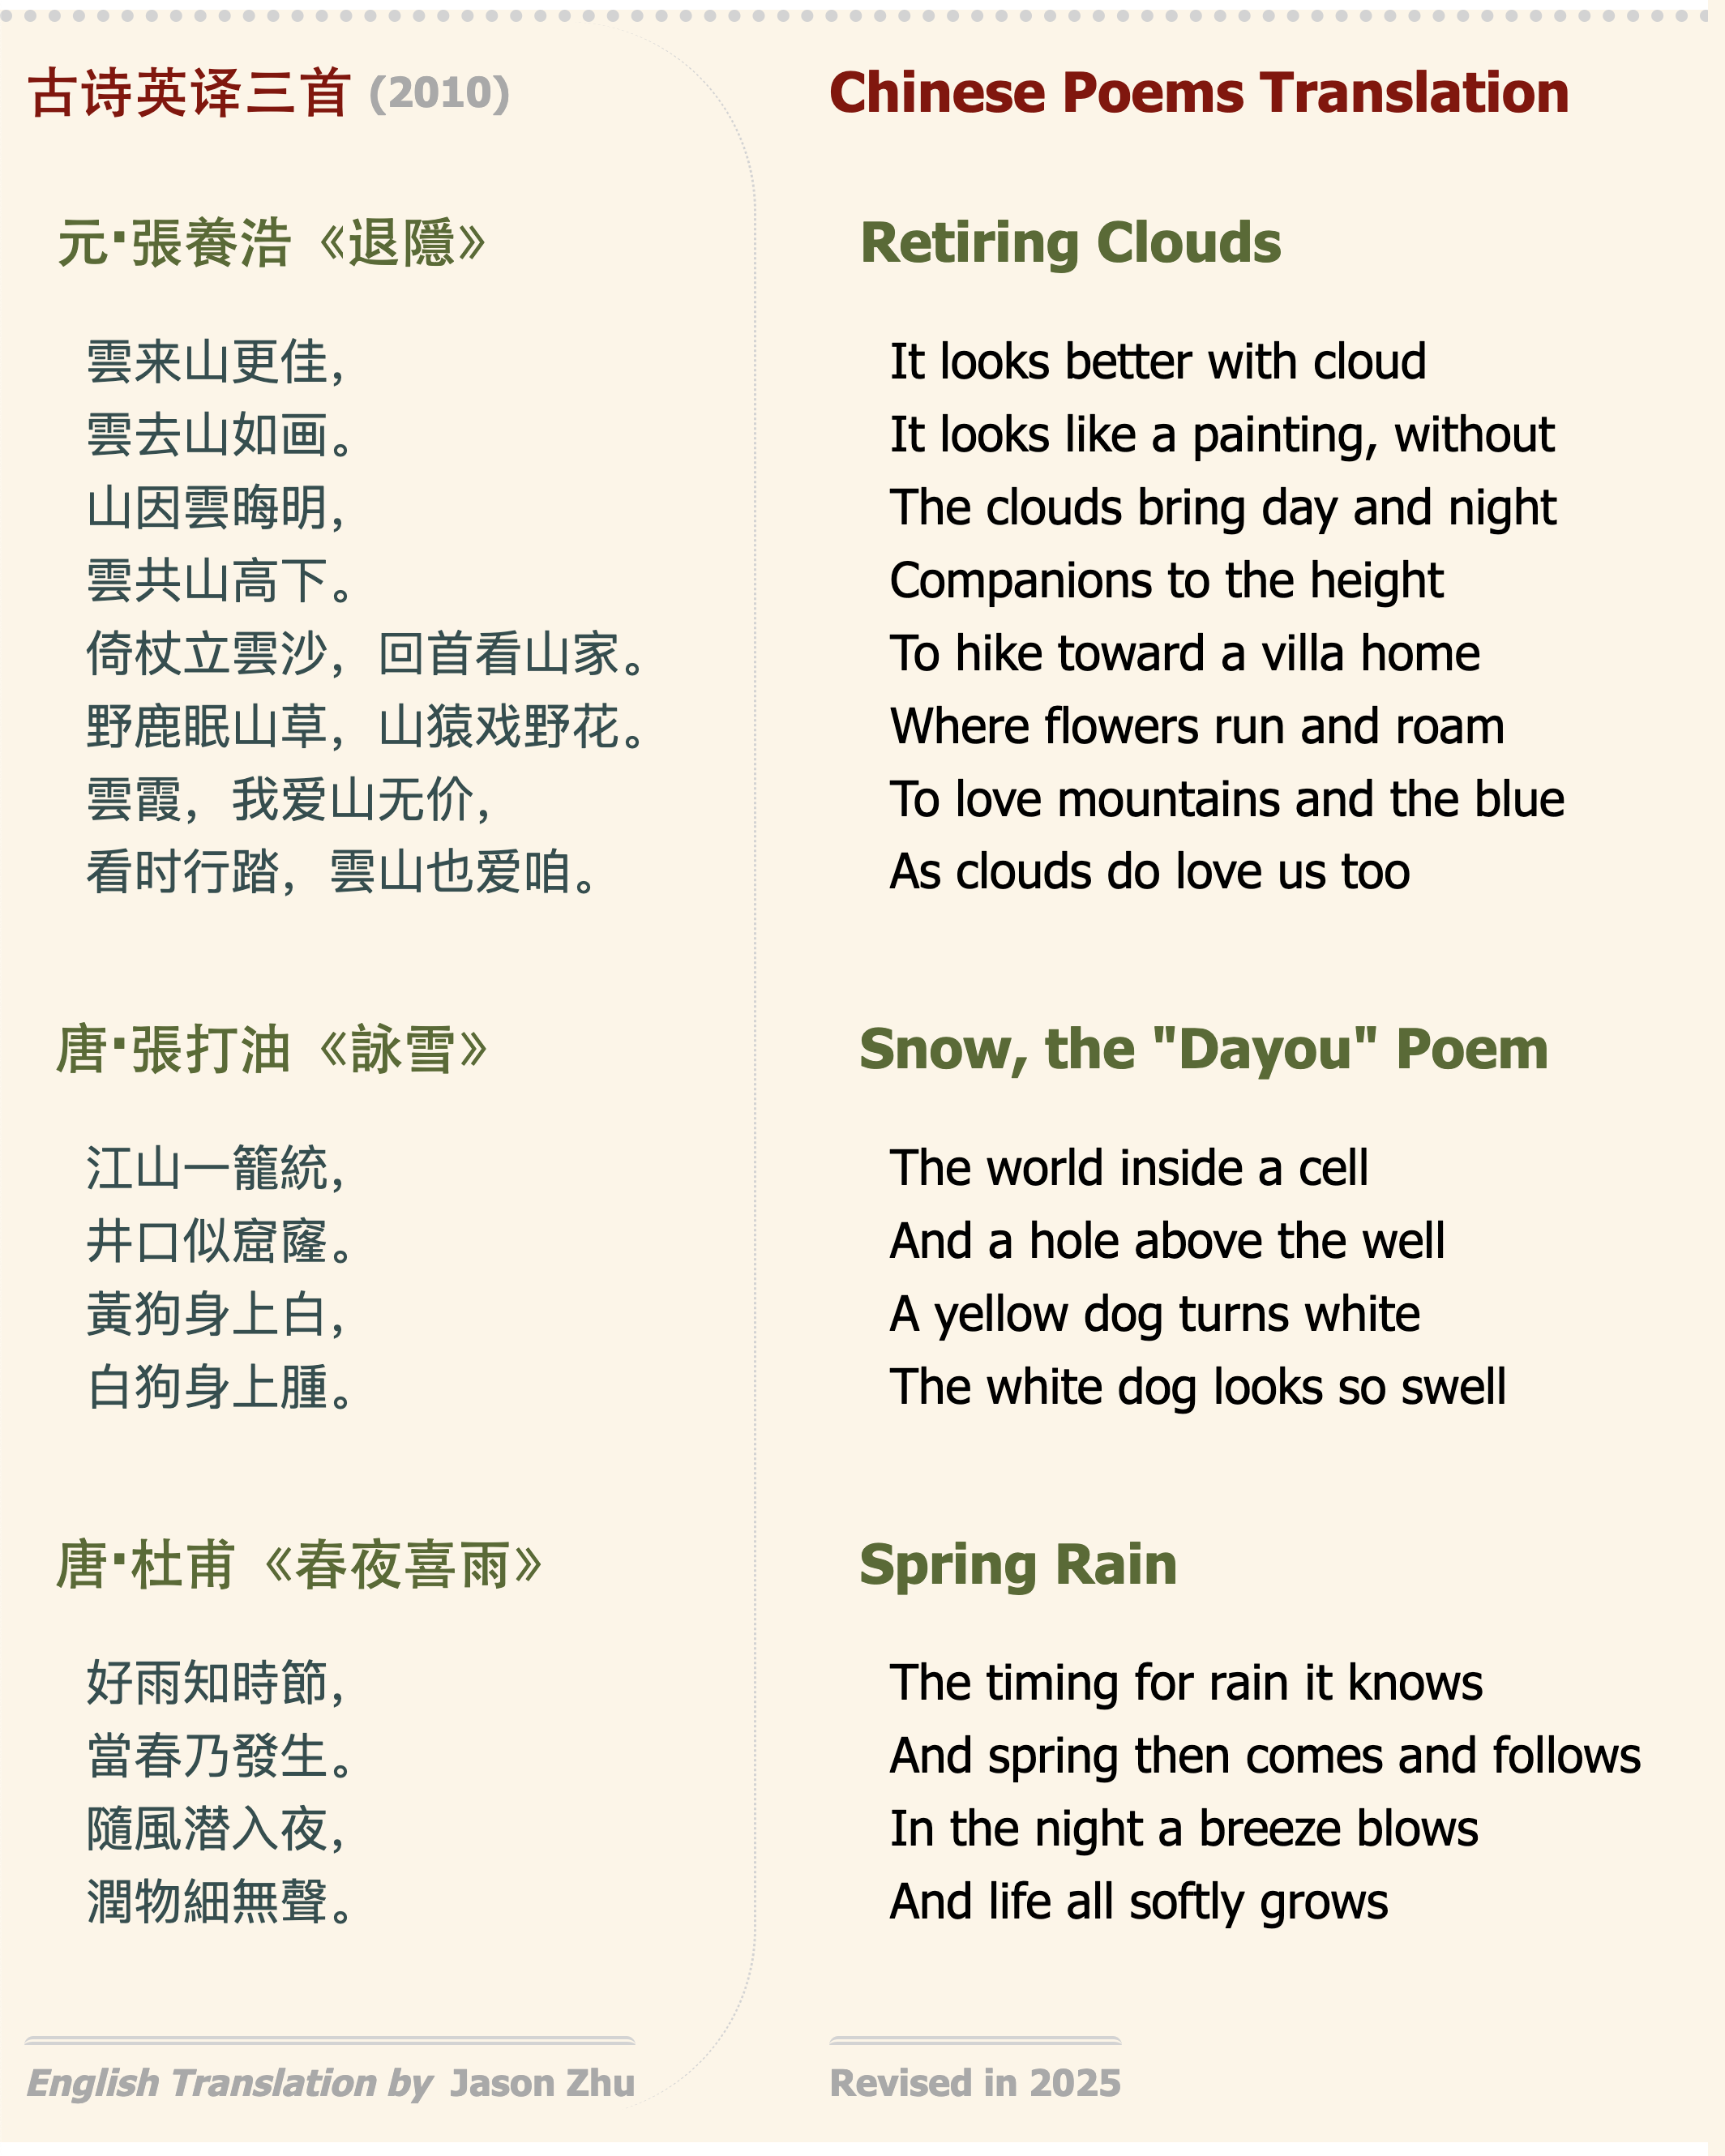 古诗英译三首 (2010)
元·張養浩《退隱》
雲来山更佳，
雲去山如画。
山因雲晦明，
雲共山高下。
倚杖立雲沙，回首看山家。
野鹿眠山草，山猿戏野花。
雲霞，我爱山无价，
看时行踏，雲山也爱咱。
唐·張打油《詠雪》
江山一籠統，
井口似窟窿。
黃狗身上白，
白狗身上腫。
唐·杜甫《春夜喜雨》
好雨知時節，
當春乃發生。
隨風潛入夜，
潤物細無聲。
English Translation by Jason Zhu
Chinese Poems Translation
Retiring Clouds
It looks better with cloud
It looks like a painting, without
The clouds bring day and night
Companions to the height
To hike toward a villa home
Where flowers run and roam
To love mountains and the blue
As clouds do love us too
Snow, the "Dayou" Poem
The world inside a cell
And a hole above the well
A yellow dog turns white
The white dog looks so swell
Spring Rain
The timing for rain it knows
And spring then comes and follows
In the night a breeze blows
And life all softly grows
Revised in 2025